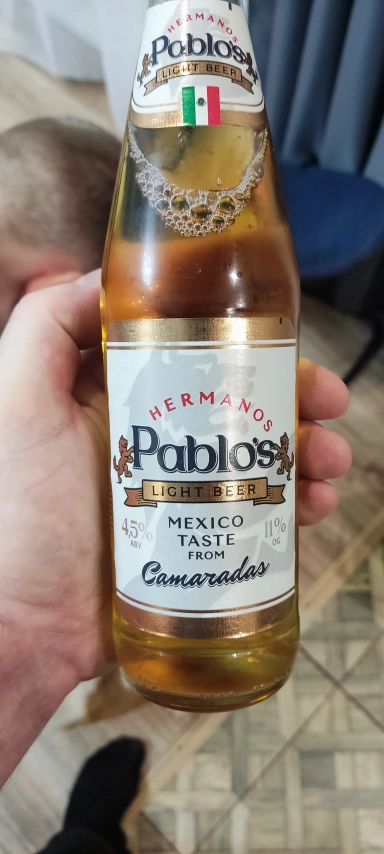 HERMANOS
Pablo's
LIGHT BEER
HERMANOS
Pablo's
LIGHT BEER
4,5%
ABV
MEXICO
TASTE
FROM
11%
OG
Camaradas